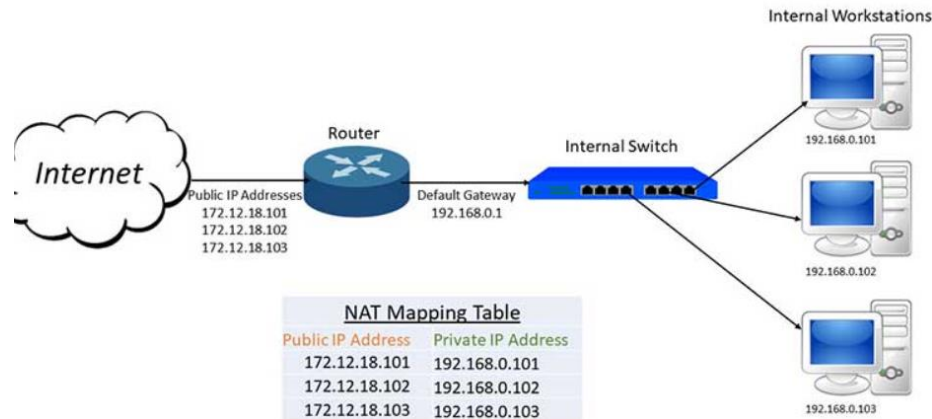 Internal Workstations
Router
Internal Switch
Internet
Public IP Addresses
172.12.18.101
172.12.18.102
172.12.18.103
Default Gateway
192.168.0.1
192.168.0.101
192.168.0.102
192.168.0.103
NAT Mapping Table
Public IP Address Private IP Address
172.12.18.101 192.168.0.101
172.12.18.102 192.168.0.102
172.12.18.103 192.168.0.103